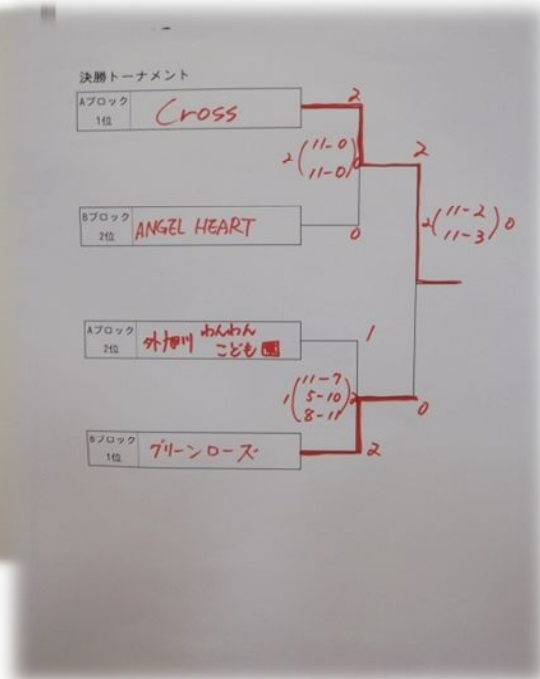 決勝トーナメント
Aブロック
1位
Cross
2
2(11-0
11-0)0
2
Bブロック
2位
ANGEL HEART
0
2(11-2
11-3)0
Aブロック
2位
外旭川 わんわん
こども園
1
1(11-7
5-10
8-11)2
0
Bブロック
1位
グリーンローズ
2